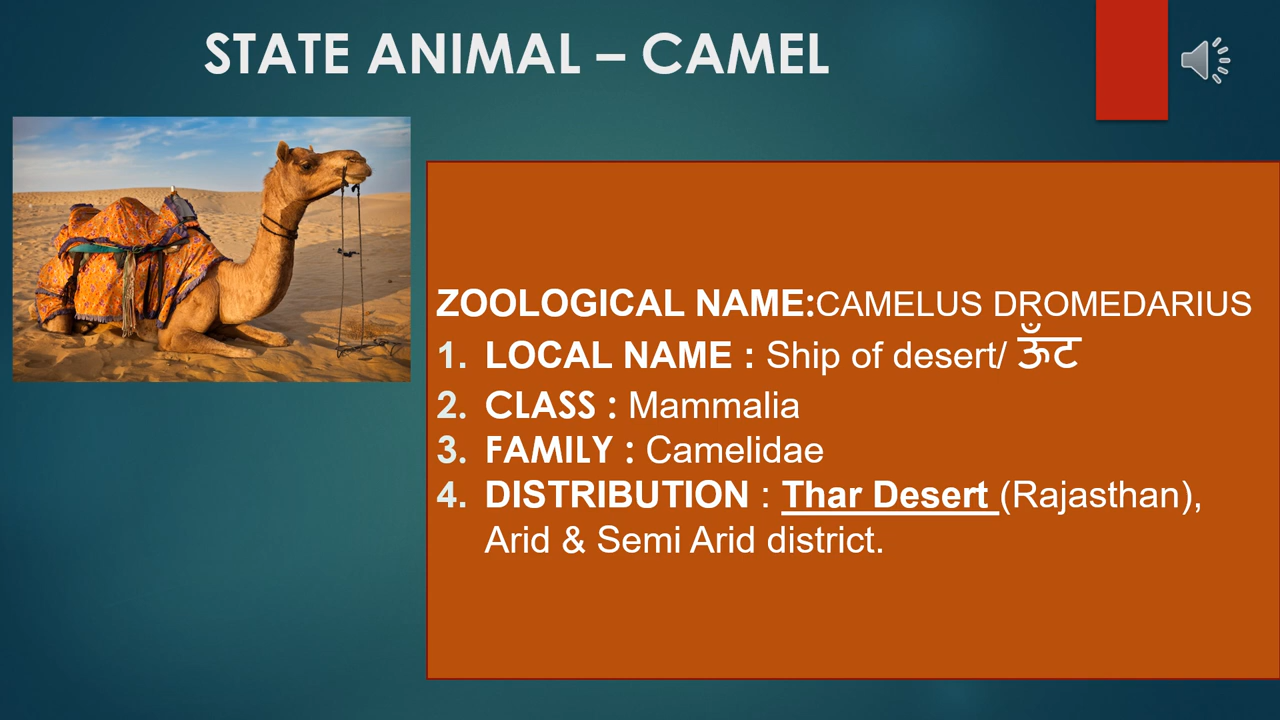 STATE ANIMAL – CAMEL
ZOOLOGICAL NAME:CAMELUS DROMEDARIUS
1. LOCAL NAME : Ship of desert/ ऊँट
2. CLASS : Mammalia
3. FAMILY : Camelidae
4. DISTRIBUTION : Thar Desert (Rajasthan),
Arid & Semi Arid district.